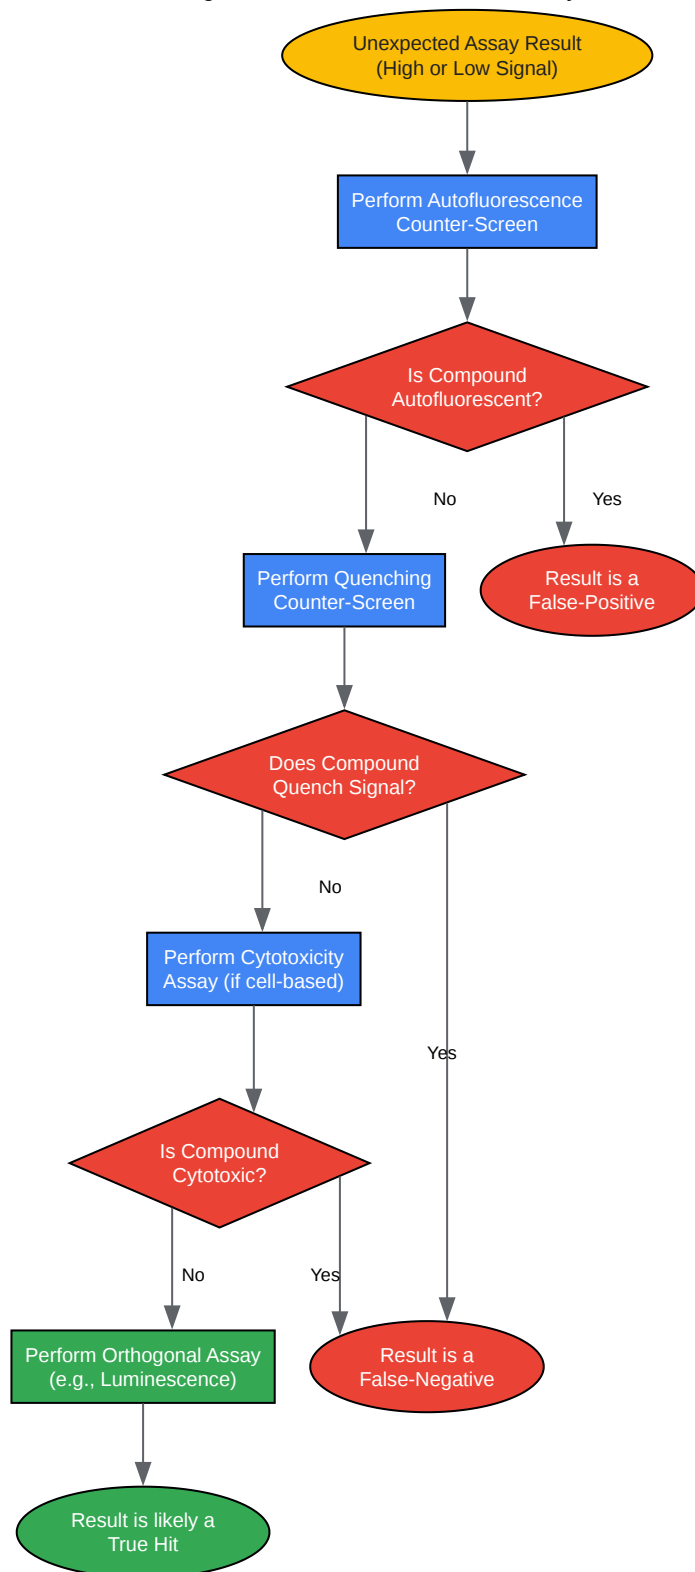 Unexpected Assay Result
(High or Low Signal)
Perform Autofluorescence
Counter-Screen
Is Compound
Autofluorescent?
No
Yes
Perform Quenching
Counter-Screen
Result is a
False-Positive
Does Compound
Quench Signal?
No
Perform Cytotoxicity
Assay (if cell-based)
Yes
Is Compound
Cytotoxic?
No
Yes
Perform Orthogonal Assay
(e.g., Luminescence)
Result is a
False-Negative
Result is likely a
True Hit